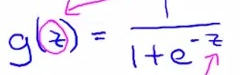 g(z) = 1 / (1 + e^{-z})